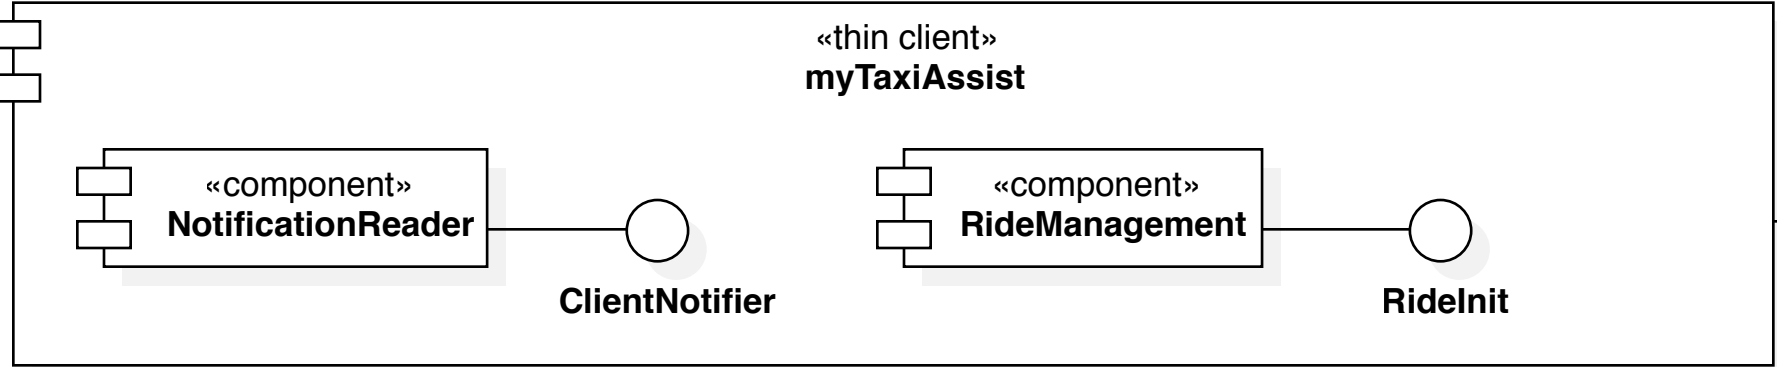 «thin client»
myTaxiAssist
«component»
NotificationReader
ClientNotifier
«component»
RideManagement
RideInit